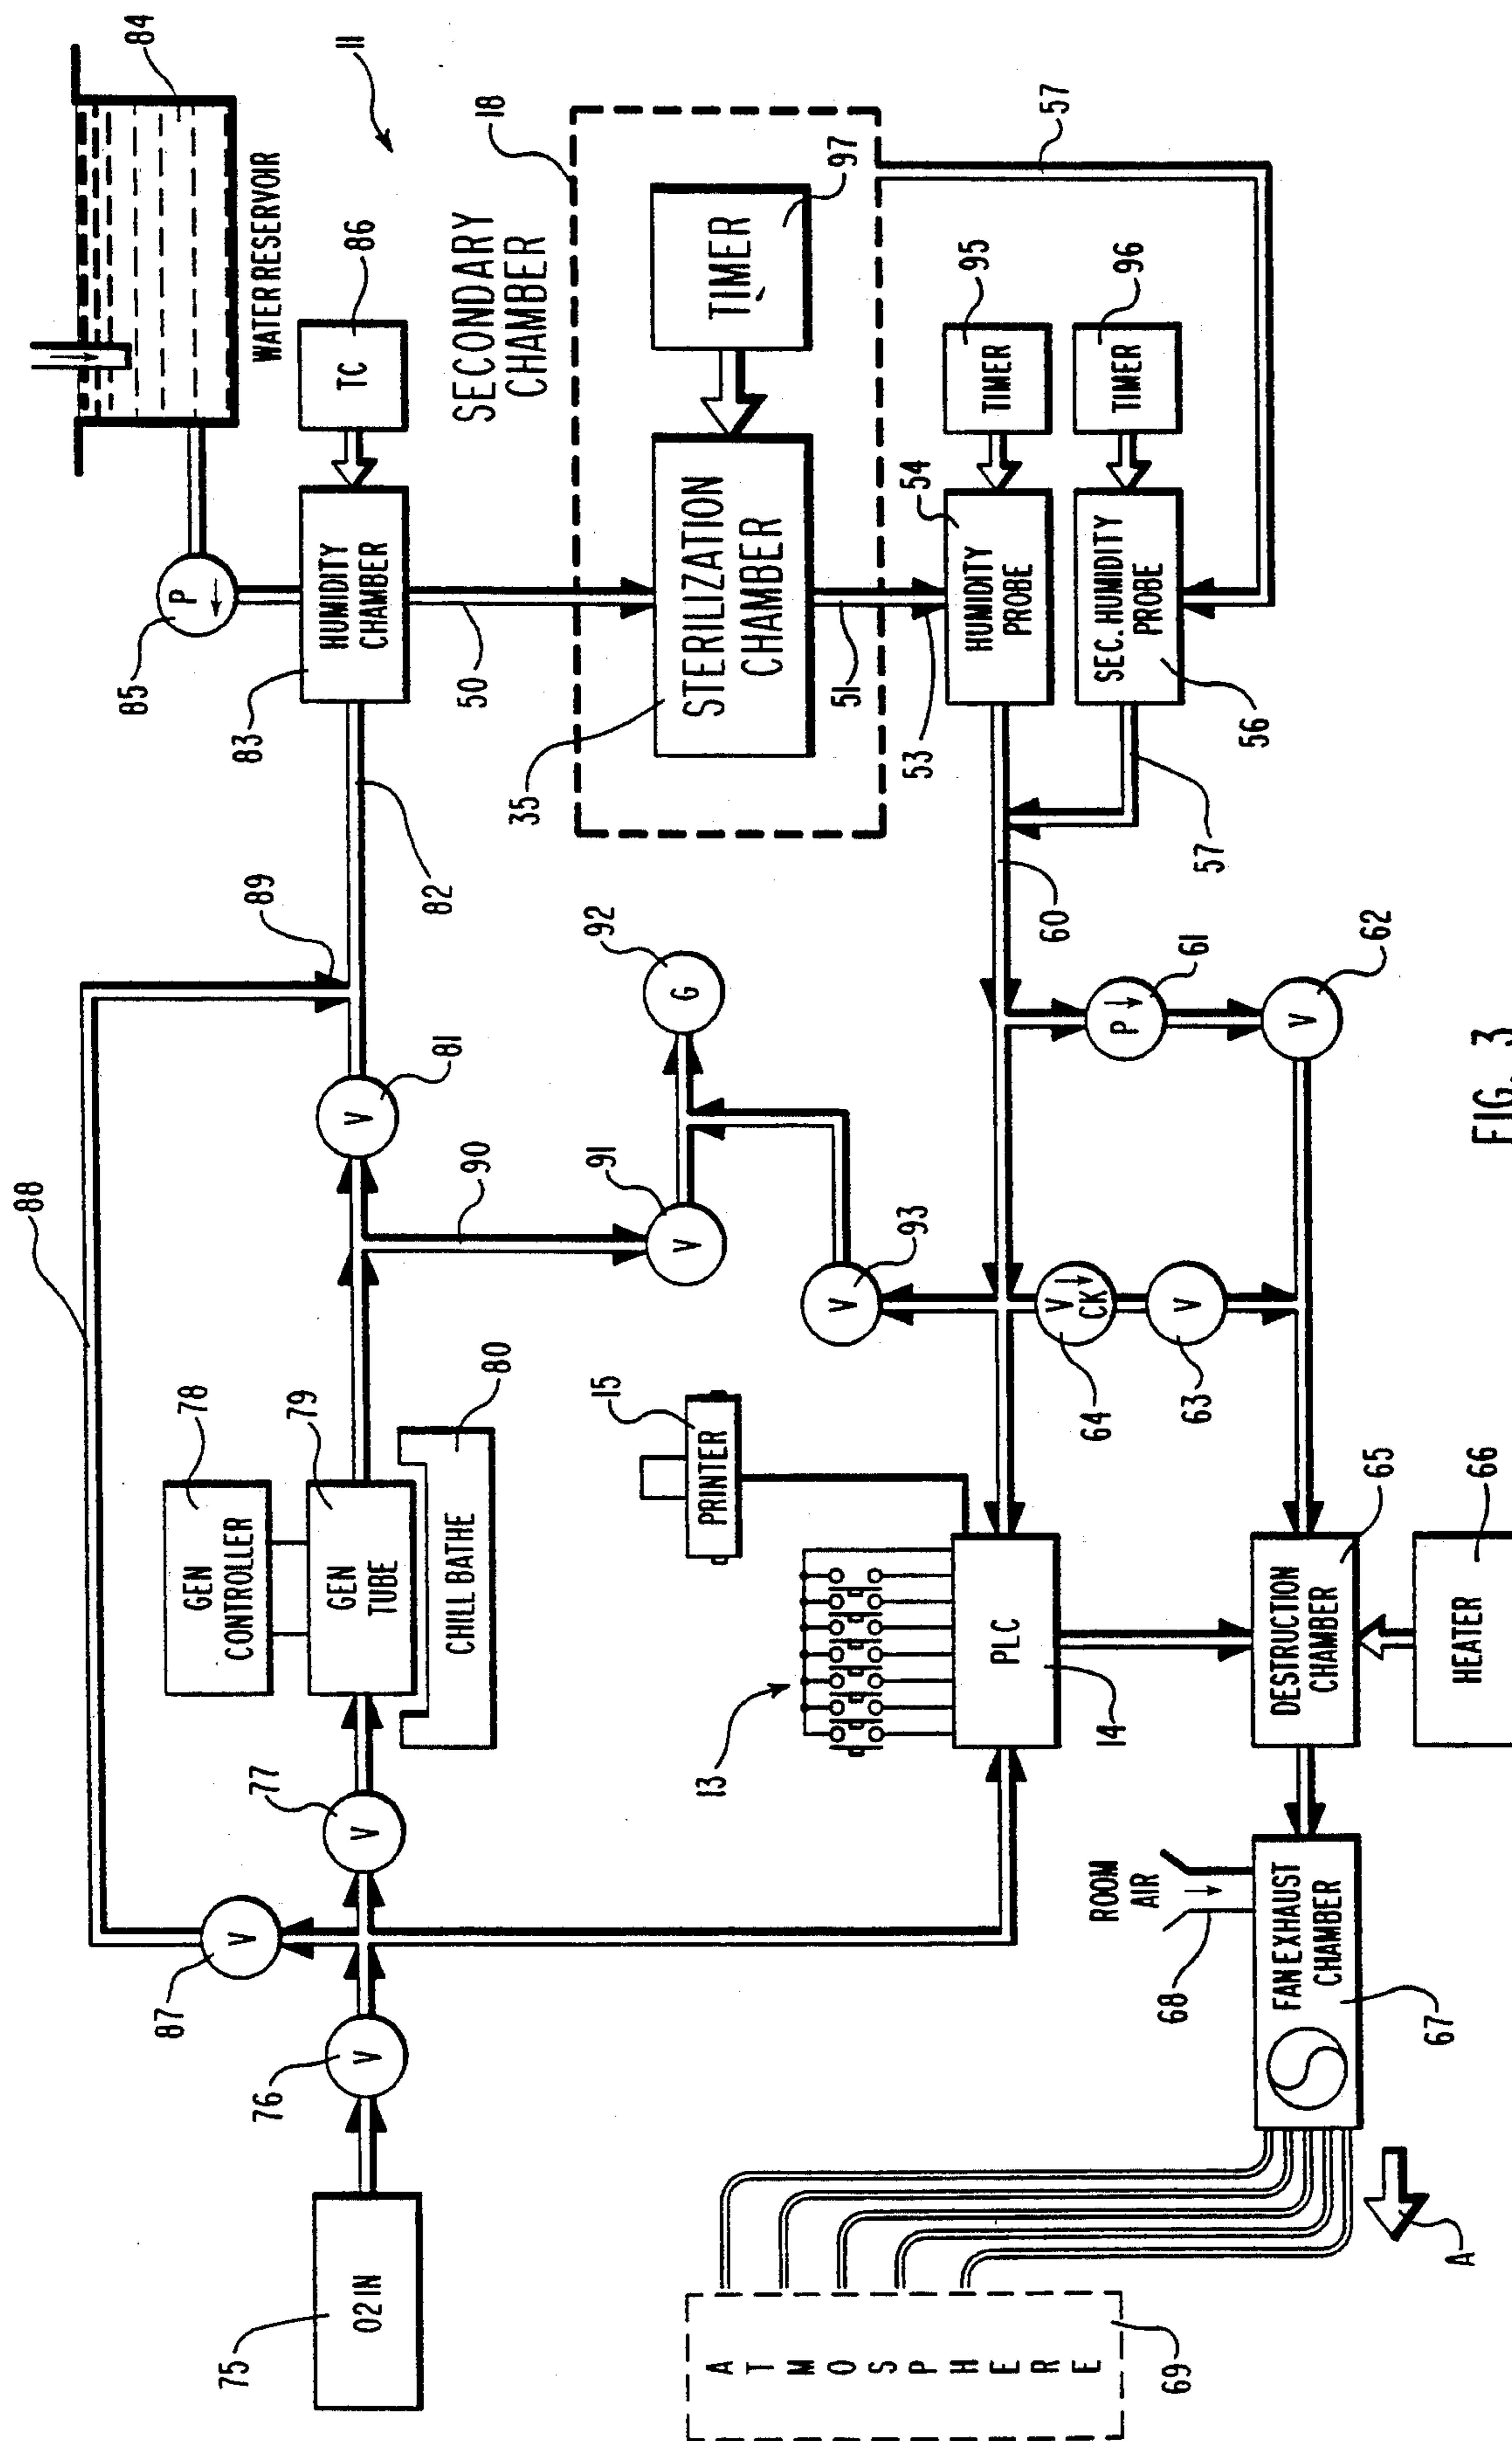 84
11
WATER RESERVOIR
85
P
TC
86
HUMIDITY
CHAMBER
83
50
82
89
88
V
81
90
SECONDARY
CHAMBER
18
TIMER
97
STERILIZATION
CHAMBER
35
51
53
57
TIMER
95
TIMER
96
54
HUMIDITY
PROBE
SEC. HUMIDITY
PROBE
56
57
60
92
G
V
91
V
93
P
61
V
62
V
CK
64
V
63
78
GEN
CONTROLLER
79
GEN
TUBE
80
CHILL BATHE
77
V
87
V
76
V
75
O2 IN
15
PRINTER
13
PLC
14
65
DESTRUCTION
CHAMBER
66
HEATER
ROOM
AIR
68
FAN EXHAUST
CHAMBER
67
A
ATMOSPHERE
69
FIG. 3